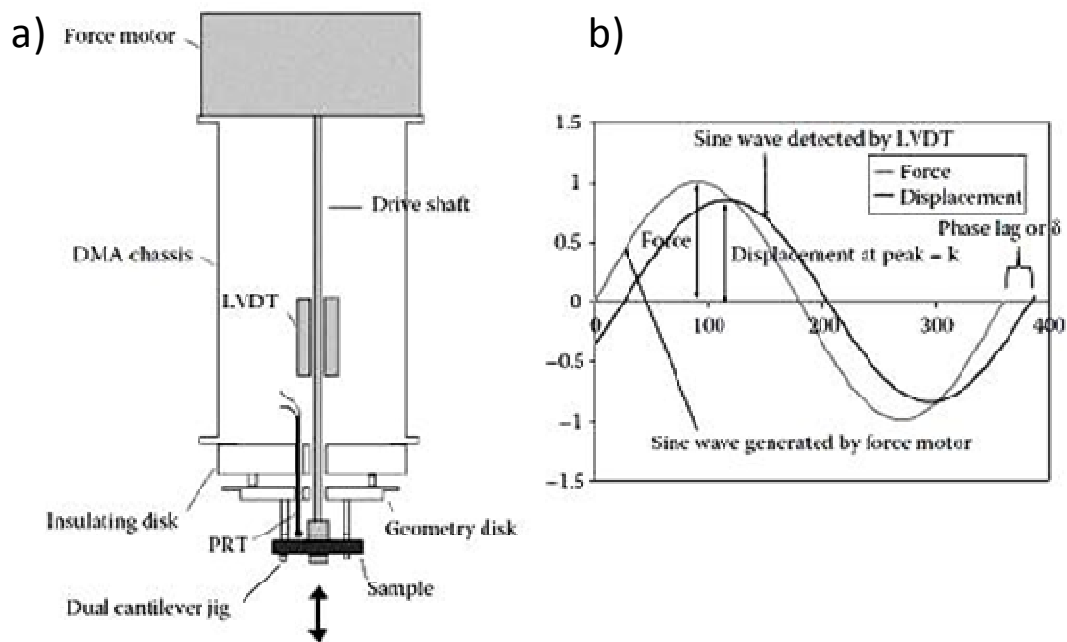 a)
Force motor
Drive shaft
DMA chassis
LVDT
Insulating disk
PRT
Geometry disk
Sample
Dual cantilever jig
b)
1.5
1
0.5
0
−0.5
−1
−1.5
0
100
200
300
400
Sine wave detected by LVDT
Force
Displacement
Phase lag or δ
Force
Displacement at peak = k
Sine wave generated by force motor